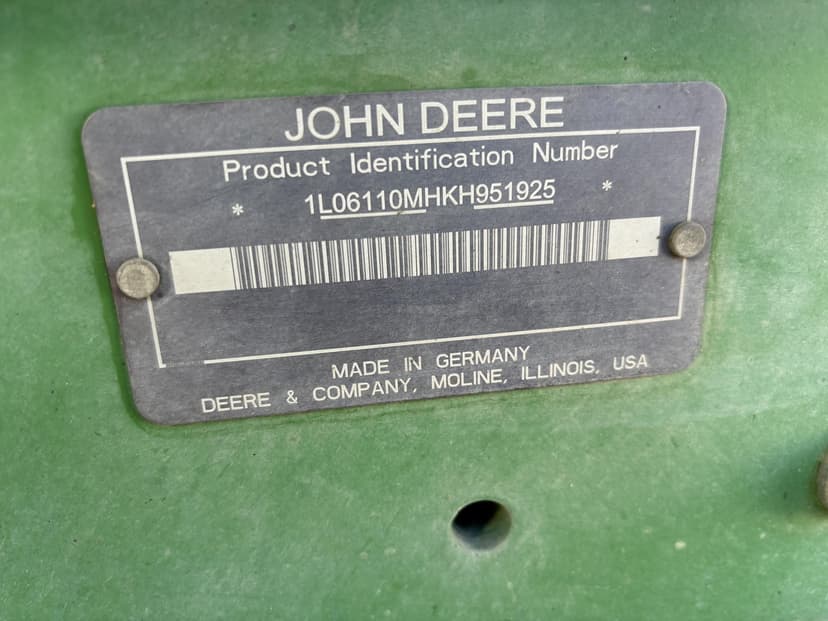 JOHN DEERE
Product Identification Number
* 1L06110MHKH951925 *
MADE IN GERMANY
DEERE & COMPANY, MOLINE, ILLINOIS, USA